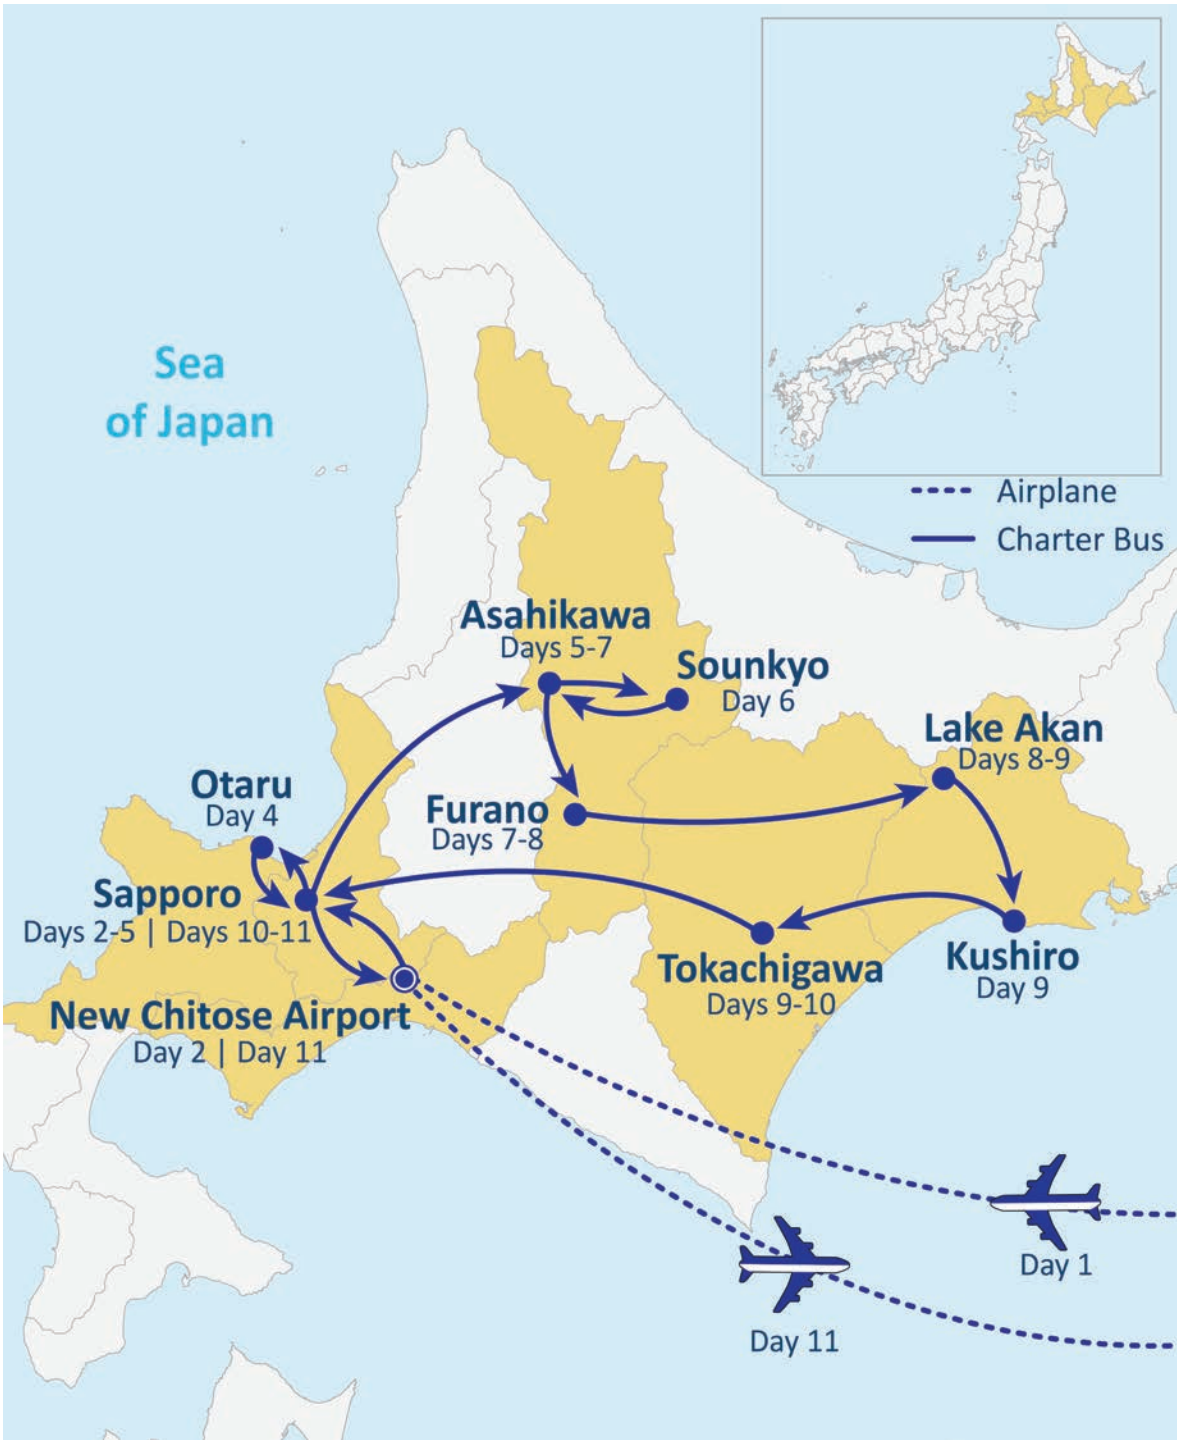 Sea
of Japan
Airplane
Charter Bus
Asahikawa
Days 5-7
Sounkyo
Day 6
Lake Akan
Days 8-9
Otaru
Day 4
Furano
Days 7-8
Sapporo
Days 2-5 | Days 10-11
Tokachigawa
Days 9-10
Kushiro
Day 9
New Chitose Airport
Day 2 | Day 11
Day 1
Day 11